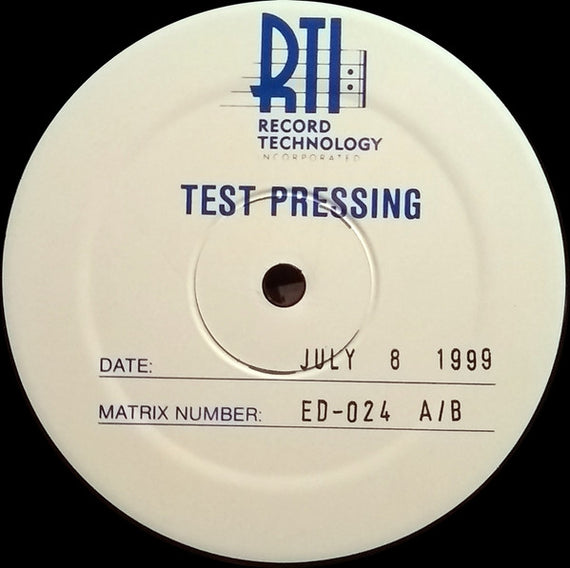 RTI
RECORD
TECHNOLOGY
INCORPORATED
TEST PRESSING
DATE: JULY 8 1999
MATRIX NUMBER: ED-024 A/B